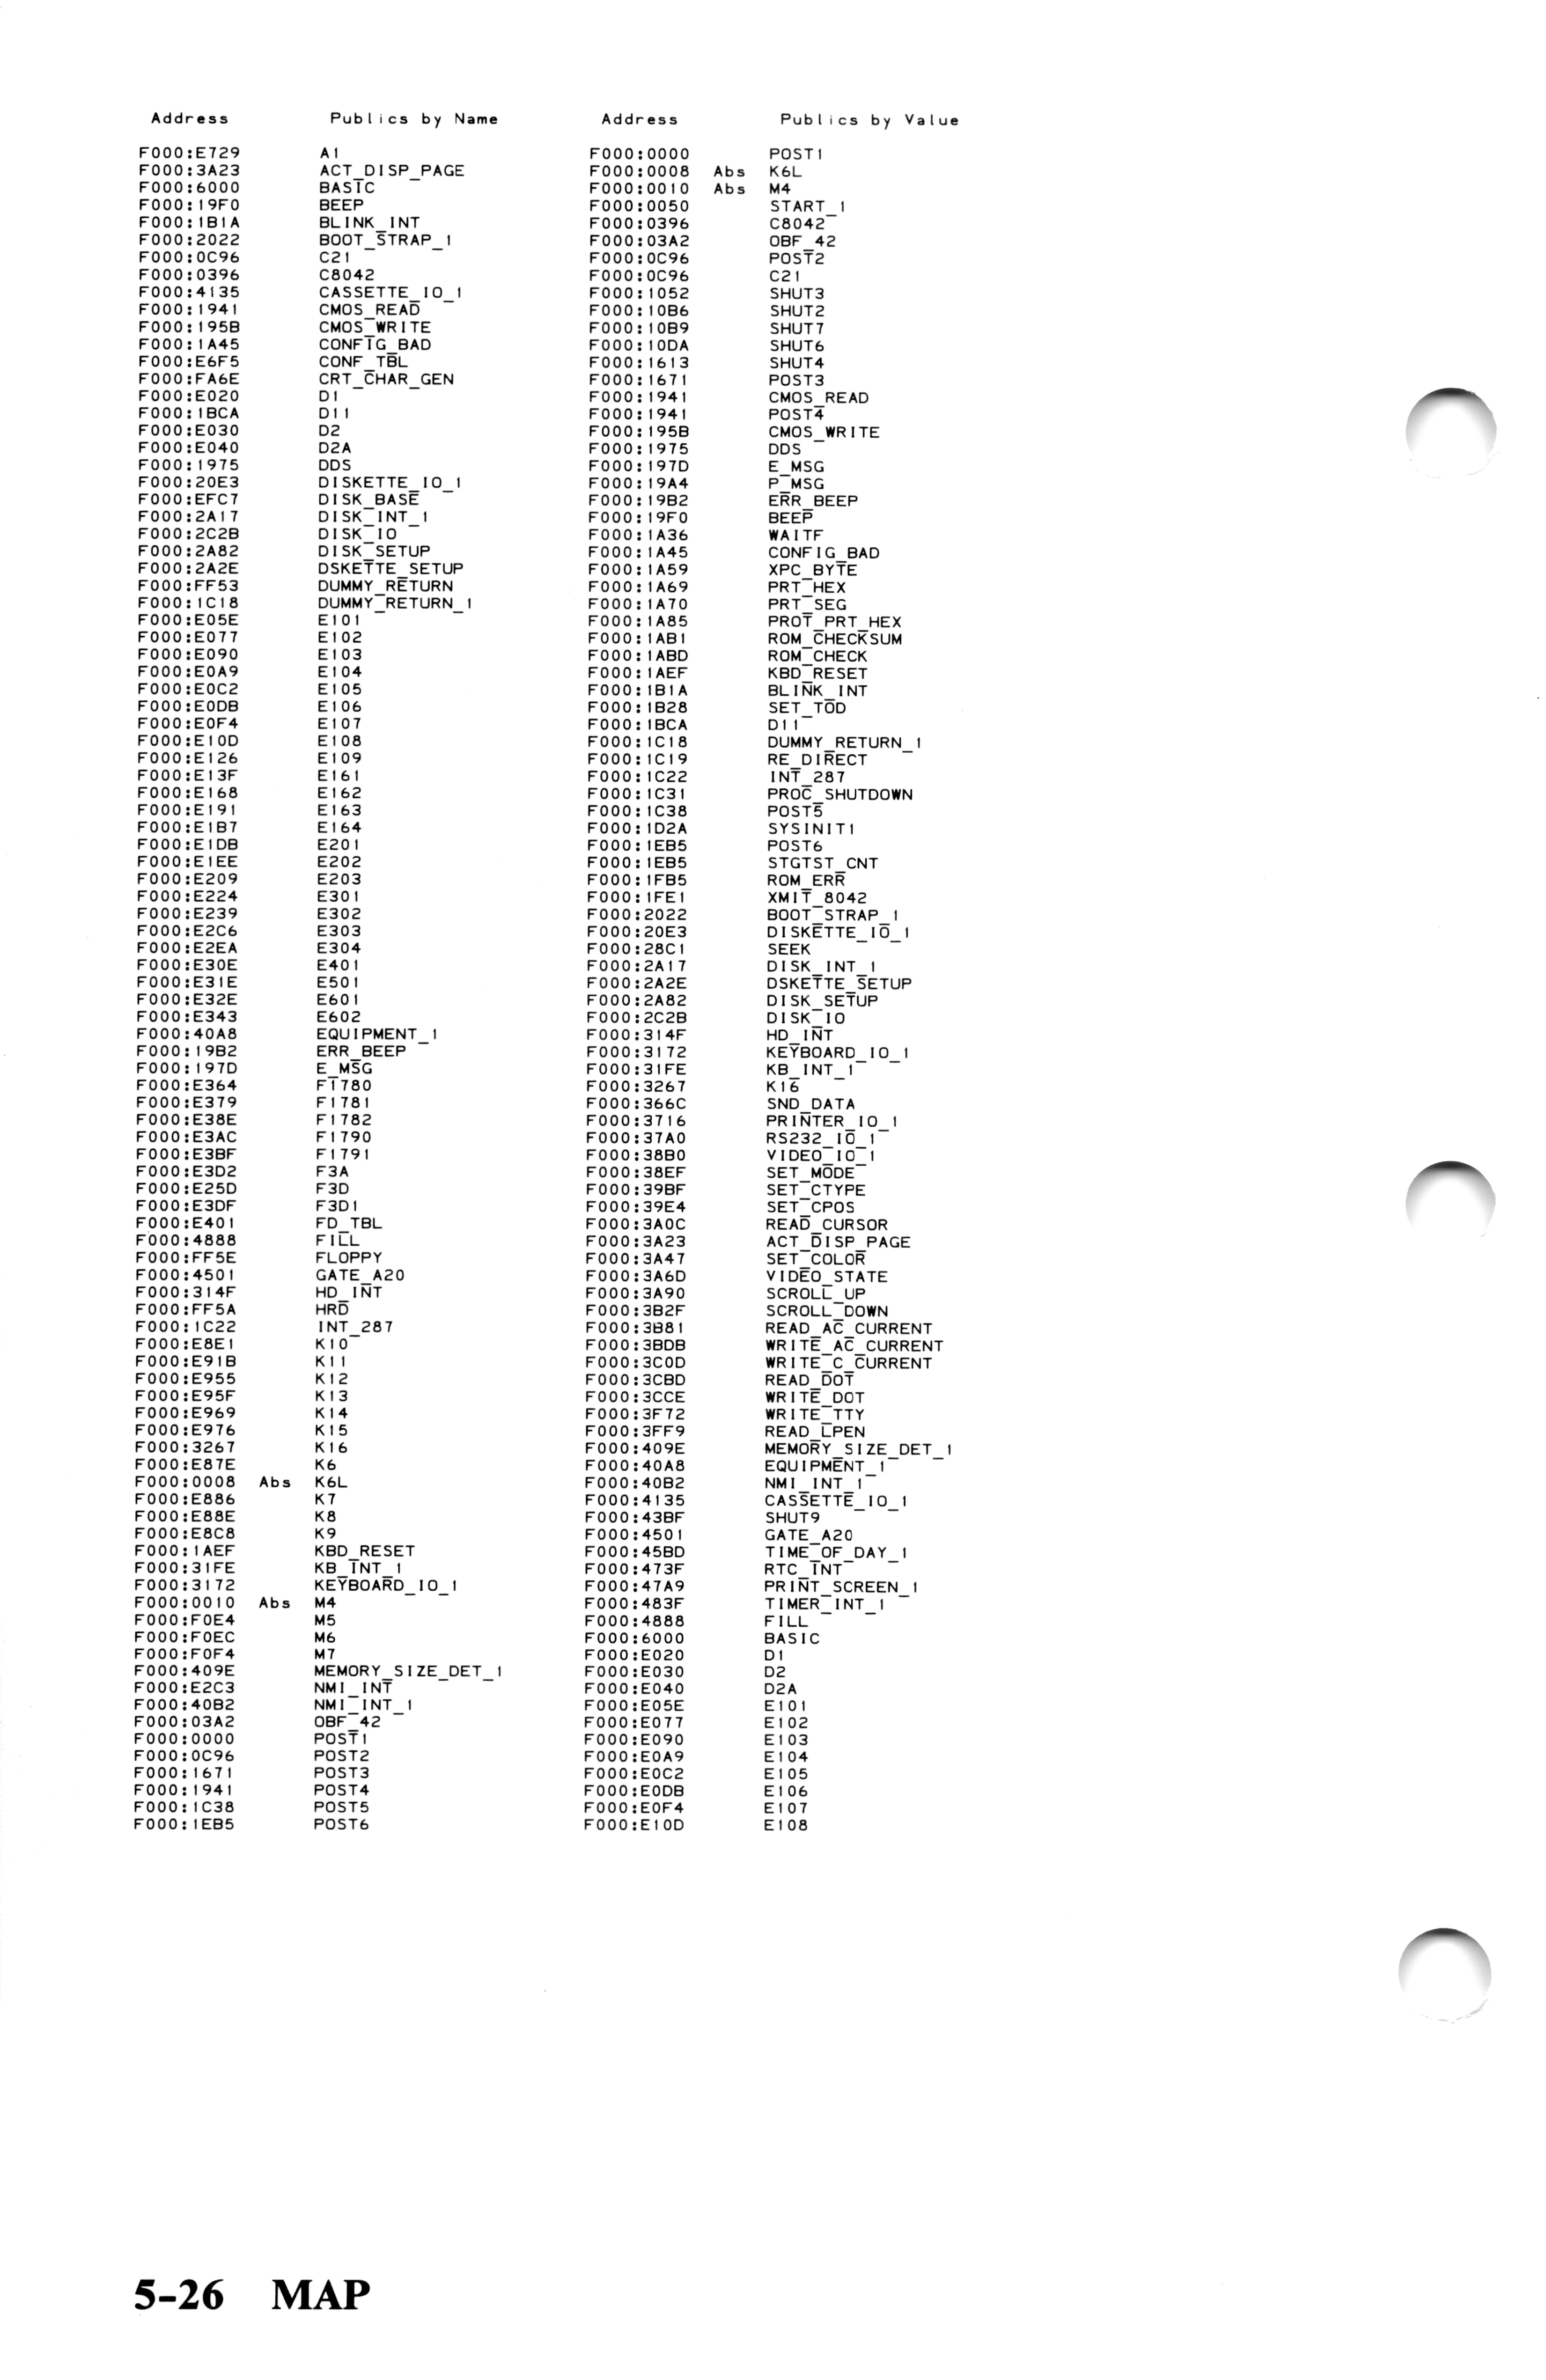 Address Publics by Name Address Publics by Value
F000:E729 A1 F000:0000 POST1
F000:3A23 ACT_DISP_PAGE F000:0008 Abs K6L
F000:6000 BASIC F000:0010 Abs M4
F000:19F0 BEEP F000:0050 START_1
F000:1B1A BLINK_INT F000:0396 C8042
F000:2022 BOOT_STRAP_1 F000:03A2 OBF_42
F000:0C96 C21 F000:0C96 POST2
F000:0396 C8042 F000:0C96 C21
F000:4135 CASSETTE_IO_1 F000:1052 SHUT3
F000:1941 CMOS_READ F000:10B6 SHUT2
F000:195B CMOS_WRITE F000:10B9 SHUT7
F000:1A45 CONFIG_BAD F000:10DA SHUT6
F000:E6F5 CONF_TBL F000:1613 SHUT4
F000:FA6E CRT_CHAR_GEN F000:1671 POST3
F000:E020 D1 F000:1941 CMOS_READ
F000:1BCA D11 F000:1941 POST4
F000:E030 D2 F000:195B CMOS_WRITE
F000:E040 D2A F000:1975 DDS
F000:1975 DDS F000:197D E_MSG
F000:20E3 DISKETTE_IO_1 F000:19A4 P_MSG
F000:EFC7 DISK_BASE F000:19B2 ERR_BEEP
F000:2A17 DISK_INT_1 F000:19F0 BEEP
F000:2C2B DISK_IO F000:1A36 WAITF
F000:2A82 DISK_SETUP F000:1A45 CONFIG_BAD
F000:2A2E DSKETTE_SETUP F000:1A59 XPC_BYTE
F000:FF53 DUMMY_RETURN F000:1A69 PRT_HEX
F000:1C18 DUMMY_RETURN_1 F000:1A70 PRT_SEG
F000:E05E E101 F000:1A85 PROT_PRT_HEX
F000:E077 E102 F000:1AB1 ROM_CHECKSUM
F000:E090 E103 F000:1ABD ROM_CHECK
F000:E0A9 E104 F000:1AEF KBD_RESET
F000:E0C2 E105 F000:1B1A BLINK_INT
F000:E0DB E106 F000:1B28 SET_TOD
F000:E0F4 E107 F000:1BCA D11
F000:E10D E108 F000:1C18 DUMMY_RETURN_1
F000:E126 E109 F000:1C19 RE_DIRECT
F000:E13F E161 F000:1C22 INT_287
F000:E168 E162 F000:1C31 PROC_SHUTDOWN
F000:E191 E163 F000:1C38 POST5
F000:E1B7 E164 F000:1D2A SYSINIT1
F000:E1DB E201 F000:1EB5 POST6
F000:E1EE E202 F000:1EB5 STGTST_CNT
F000:E209 E203 F000:1FB5 ROM_ERR
F000:E224 E301 F000:1FE1 XMIT_8042
F000:E239 E302 F000:2022 BOOT_STRAP_1
F000:E2C6 E303 F000:20E3 DISKETTE_IO_1
F000:E2EA E304 F000:28C1 SEEK
F000:E30E E401 F000:2A17 DISK_INT_1
F000:E31E E501 F000:2A2E DSKETTE_SETUP
F000:E32E E601 F000:2A82 DISK_SETUP
F000:E343 E602 F000:2C2B DISK_IO
F000:40A8 EQUIPMENT_1 F000:314F HD_INT
F000:19B2 ERR_BEEP F000:3172 KEYBOARD_IO_1
F000:197D E_MSG F000:31FE KB_INT_1
F000:E364 F1780 F000:3267 K16
F000:E379 F1781 F000:366C SND_DATA
F000:E38E F1782 F000:3716 PRINTER_IO_1
F000:E3AC F1790 F000:37A0 RS232_IO_1
F000:E3BF F1791 F000:38B0 VIDEO_IO_1
F000:E3D2 F3A F000:38EF SET_MODE
F000:E25D F3D F000:39BF SET_CTYPE
F000:E3DF F3D1 F000:39E4 SET_CPOS
F000:E401 FD_TBL F000:3A0C READ_CURSOR
F000:4888 FILL F000:3A23 ACT_DISP_PAGE
F000:FF5E FLOPPY F000:3A47 SET_COLOR
F000:4501 GATE_A20 F000:3A6D VIDEO_STATE
F000:314F HD_INT F000:3A90 SCROLL_UP
F000:FF5A HRD F000:3B2F SCROLL_DOWN
F000:1C22 INT_287 F000:3B81 READ_AC_CURRENT
F000:E8E1 K10 F000:3BDB WRITE_AC_CURRENT
F000:E91B K11 F000:3C0D WRITE_C_CURRENT
F000:E955 K12 F000:3CBD READ_DOT
F000:E95F K13 F000:3CCE WRITE_DOT
F000:E969 K14 F000:3F72 WRITE_TTY
F000:E976 K15 F000:3FF9 READ_LPEN
F000:3267 K16 F000:409E MEMORY_SIZE_DET_1
F000:E87E K6 F000:40A8 EQUIPMENT_1
F000:0008 Abs K6L F000:40B2 NMI_INT_1
F000:E886 K7 F000:4135 CASSETTE_IO_1
F000:E88E K8 F000:43BF SHUT9
F000:E8C8 K9 F000:4501 GATE_A20
F000:1AEF KBD_RESET F000:45BD TIME_OF_DAY_1
F000:31FE KB_INT_1 F000:473F RTC_INT
F000:3172 KEYBOARD_IO_1 F000:47A9 PRINT_SCREEN_1
F000:0010 Abs M4 F000:483F TIMER_INT_1
F000:F0E4 M5 F000:4888 FILL
F000:F0EC M6 F000:6000 BASIC
F000:F0F4 M7 F000:E020 D1
F000:409E MEMORY_SIZE_DET_1 F000:E030 D2
F000:E2C3 NMI_INT F000:E040 D2A
F000:40B2 NMI_INT_1 F000:E05E E101
F000:03A2 OBF_42 F000:E077 E102
F000:0000 POST1 F000:E090 E103
F000:0C96 POST2 F000:E0A9 E104
F000:1671 POST3 F000:E0C2 E105
F000:1941 POST4 F000:E0DB E106
F000:1C38 POST5 F000:E0F4 E107
F000:1EB5 POST6 F000:E10D E108
5-26 MAP